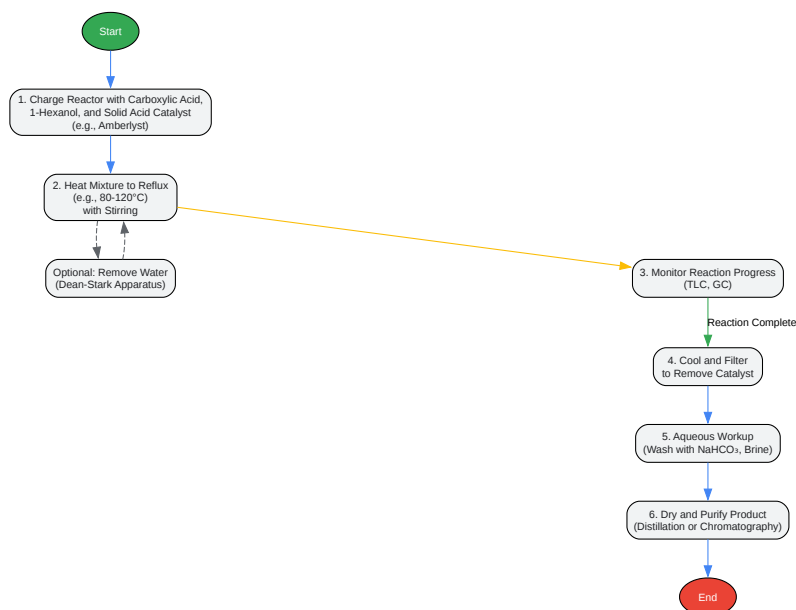 Start
1. Charge Reactor with Carboxylic Acid,
1-Hexanol, and Solid Acid Catalyst
(e.g., Amberlyst)
2. Heat Mixture to Reflux
(e.g., 80-120°C)
with Stirring
Optional: Remove Water
(Dean-Stark Apparatus)
3. Monitor Reaction Progress
(TLC, GC)
Reaction Complete
4. Cool and Filter
to Remove Catalyst
5. Aqueous Workup
(Wash with NaHCO₃, Brine)
6. Dry and Purify Product
(Distillation or Chromatography)
End